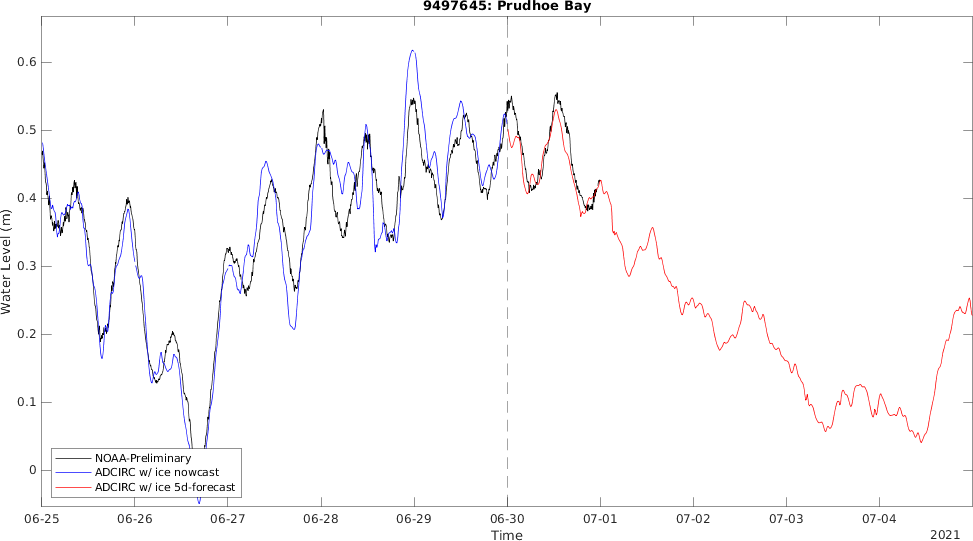 9497645: Prudhoe Bay
Water Level (m)
0.6
0.5
0.4
0.3
0.2
0.1
0
NOAA-Preliminary
ADCIRC w/ ice nowcast
ADCIRC w/ ice 5d-forecast
06-25 06-26 06-27 06-28 06-29 06-30 07-01 07-02 07-03 07-04
Time
2021